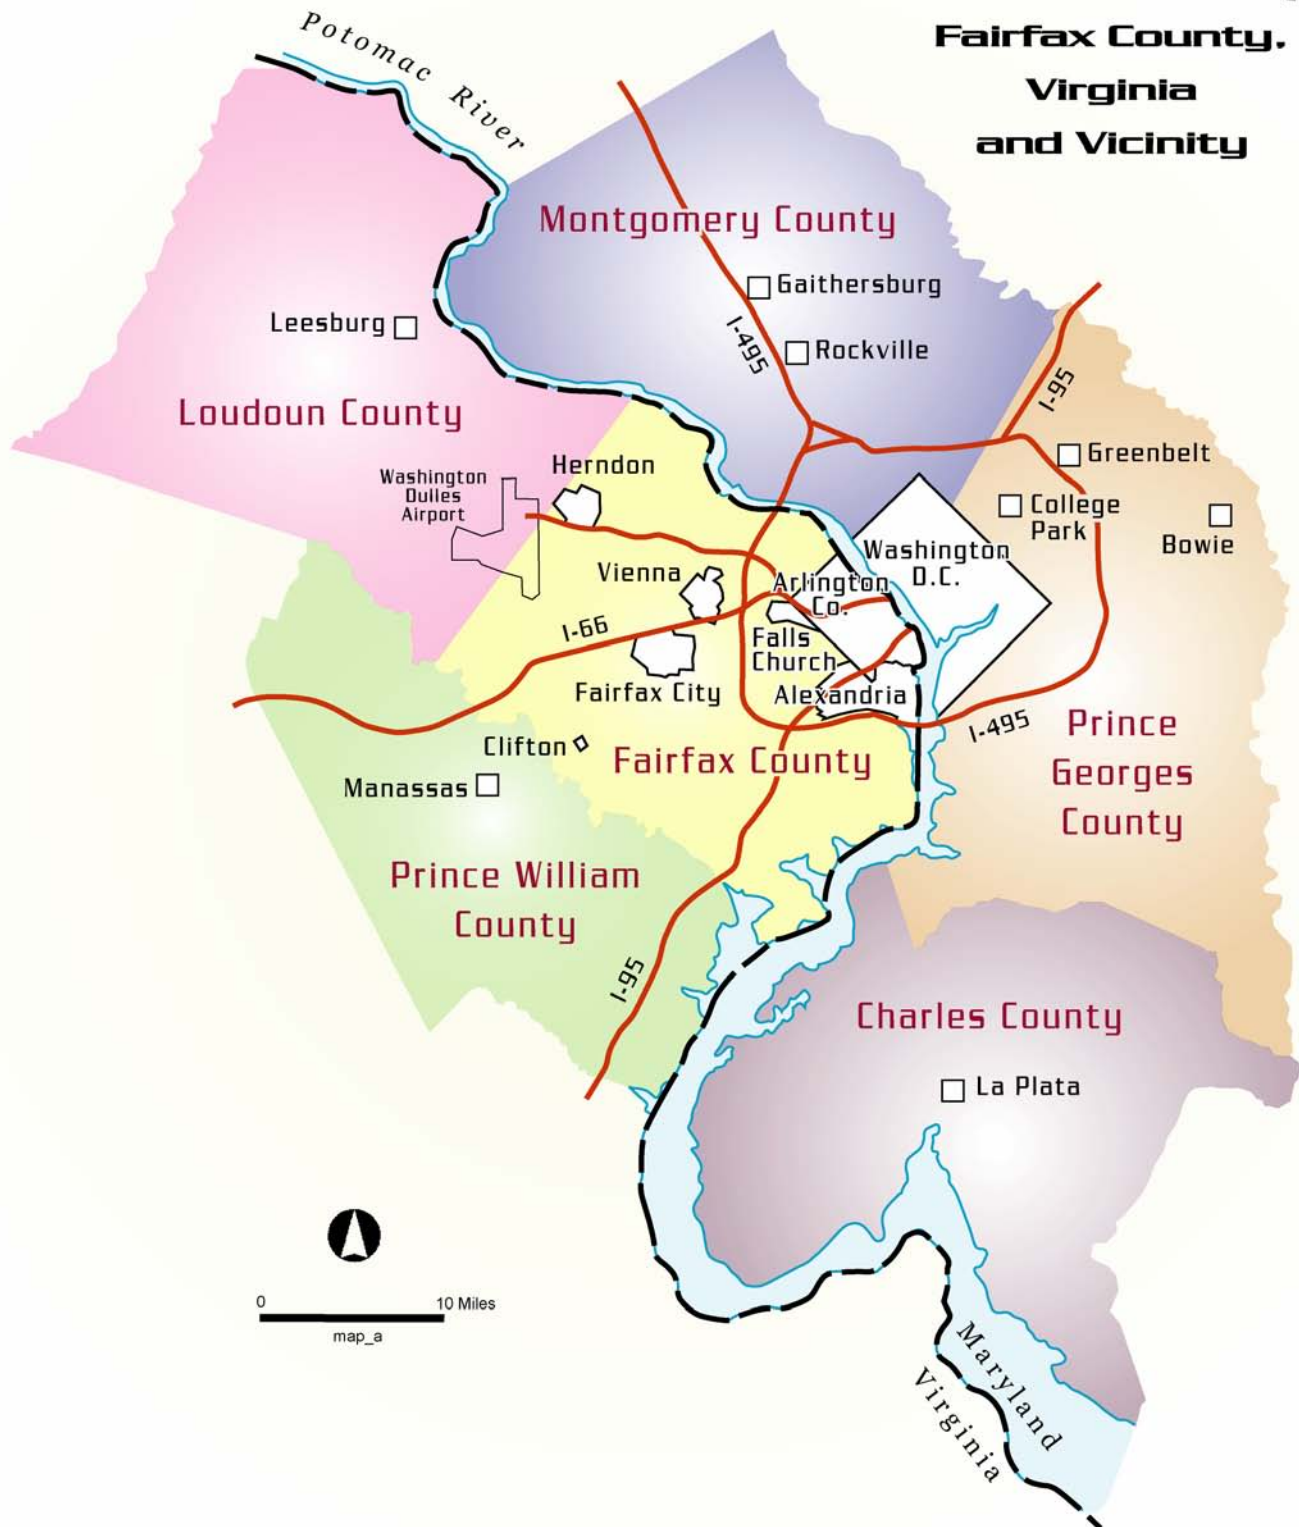 Fairfax County,
Virginia
and Vicinity
Potomac
River
Montgomery County
Gaithersburg
Leesburg
I-495
Rockville
I-95
Loudoun County
Greenbelt
Herndon
Washington
Dulles
Airport
College
Park
Bowie
Washington
D.C.
Vienna
Arlington
Co.
I-66
Falls
Church
Fairfax City
Alexandria
I-495
Prince
Georges
County
Clifton
Fairfax County
Manassas
Prince William
County
I-95
Charles County
La Plata
0
10 Miles
map_a
Maryland
Virginia